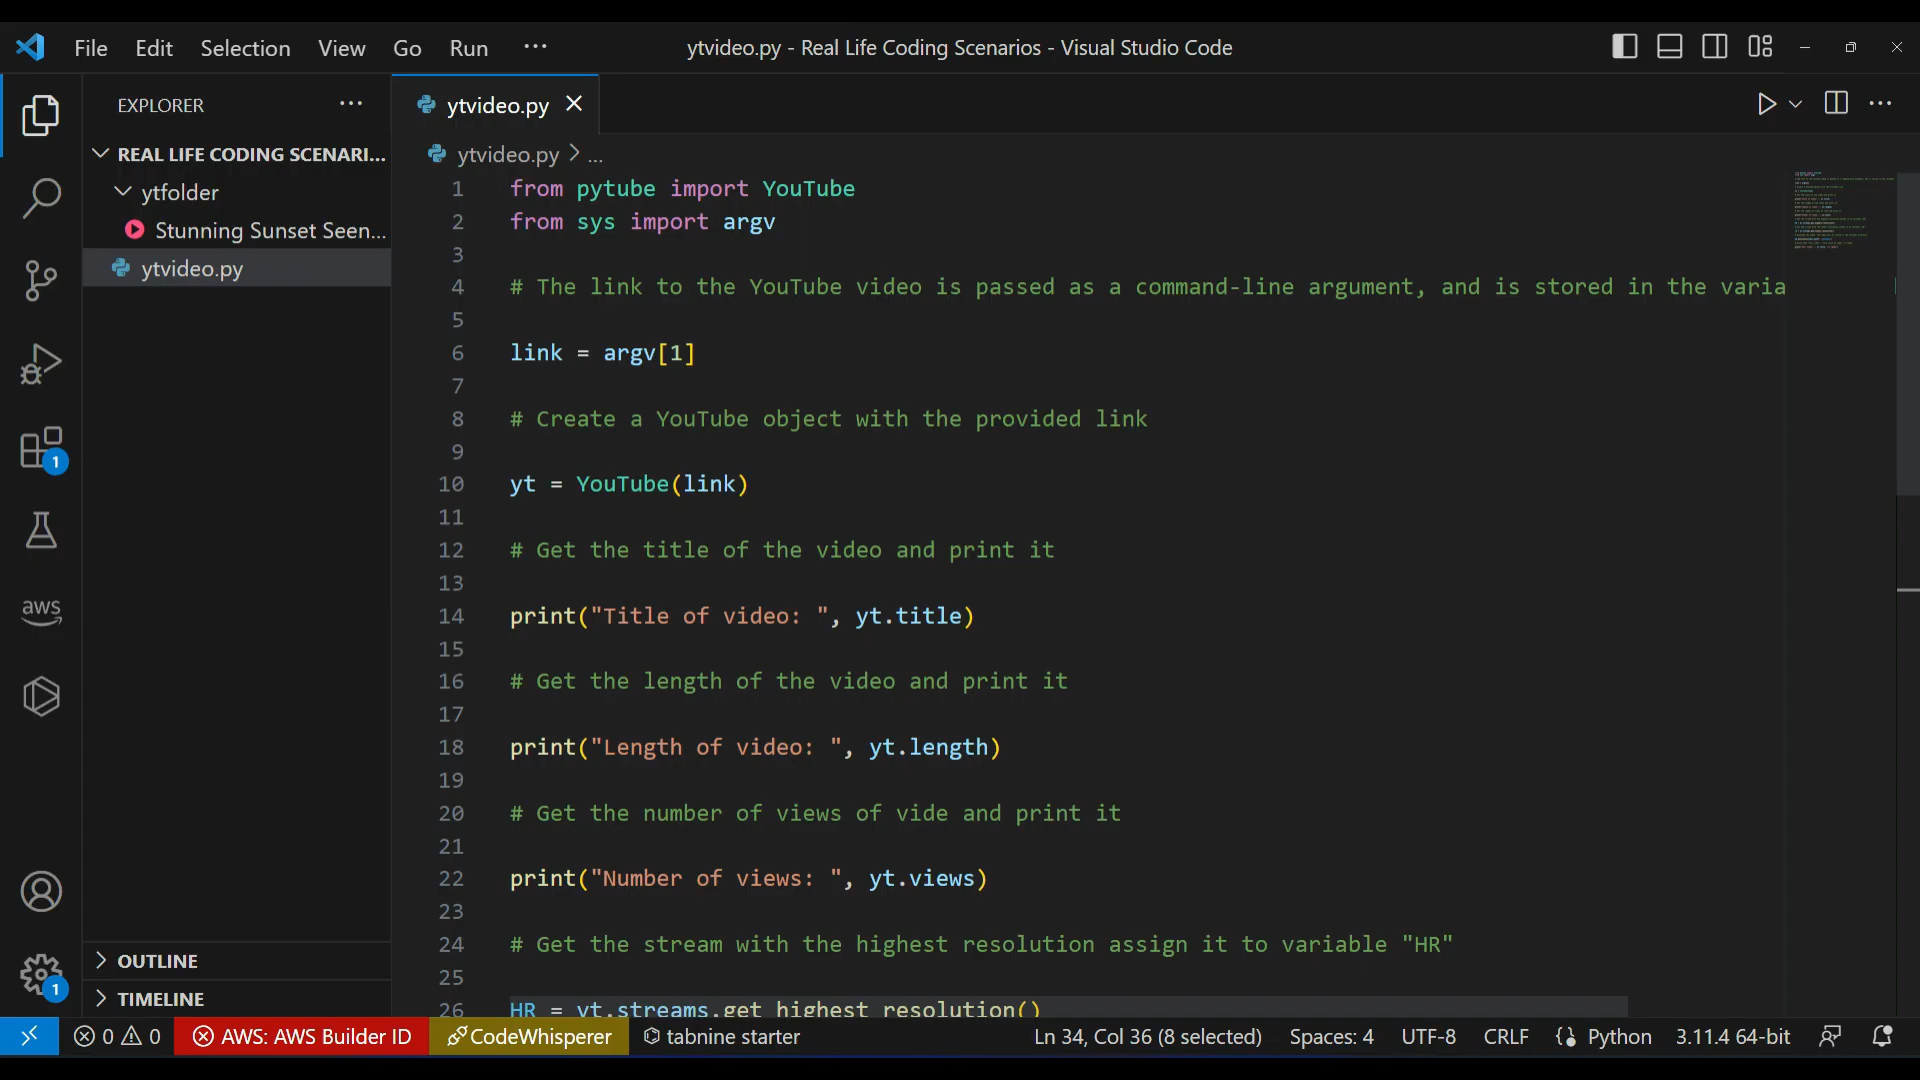 File Edit Selection View Go Run ···
ytvideo.py - Real Life Coding Scenarios - Visual Studio Code
EXPLORER ···
REAL LIFE CODING SCENARI...
ytfolder
Stunning Sunset Seen...
ytvideo.py
OUTLINE
TIMELINE
1
aws
1
ytvideo.py
ytvideo.py > ...
1 from pytube import YouTube
2 from sys import argv
3
4 # The link to the YouTube video is passed as a command-line argument, and is stored in the varia
5
6 link = argv[1]
7
8 # Create a YouTube object with the provided link
9
10 yt = YouTube(link)
11
12 # Get the title of the video and print it
13
14 print("Title of video: ", yt.title)
15
16 # Get the length of the video and print it
17
18 print("Length of video: ", yt.length)
19
20 # Get the number of views of vide and print it
21
22 print("Number of views: ", yt.views)
23
24 # Get the stream with the highest resolution assign it to variable "HR"
25
26 HR = yt.streams.get_highest_resolution()
0 0 AWS: AWS Builder ID CodeWhisperer tabnine starter Ln 34, Col 36 (8 selected) Spaces: 4 UTF-8 CRLF Python 3.11.4 64-bit